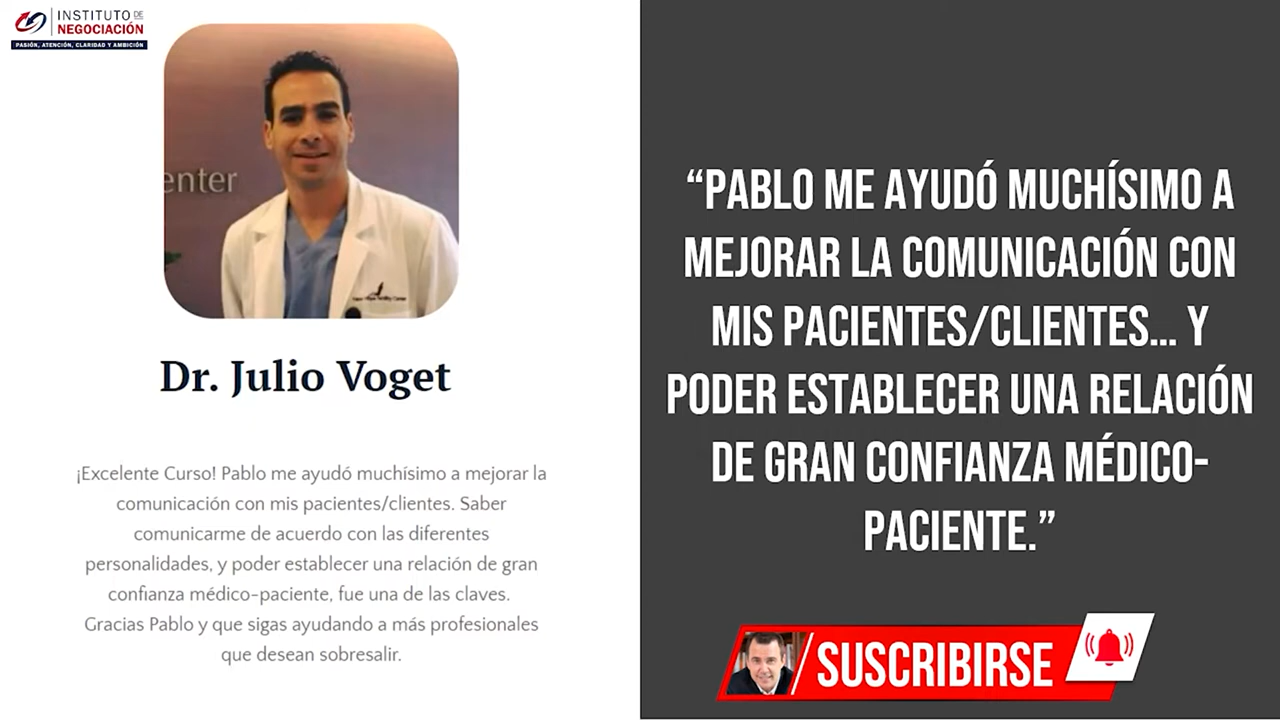 INSTITUTO DE
NEGOCIACIÓN
PASIÓN, ATENCIÓN, CLARIDAD Y AMBICIÓN
enter
Dr. Julio Voget
¡Excelente Curso! Pablo me ayudó muchísimo a mejorar la
comunicación con mis pacientes/clientes. Saber
comunicarme de acuerdo con las diferentes
personalidades, y poder establecer una relación de gran
confianza médico-paciente, fue una de las claves.
Gracias Pablo y que sigas ayudando a más profesionales
que desean sobresalir.
“PABLO ME AYUDÓ MUCHÍSIMO A
MEJORAR LA COMUNICACIÓN CON
MIS PACIENTES/CLIENTES... Y
PODER ESTABLECER UNA RELACIÓN
DE GRAN CONFIANZA MÉDICO-
PACIENTE.”
SUSCRIBIRSE